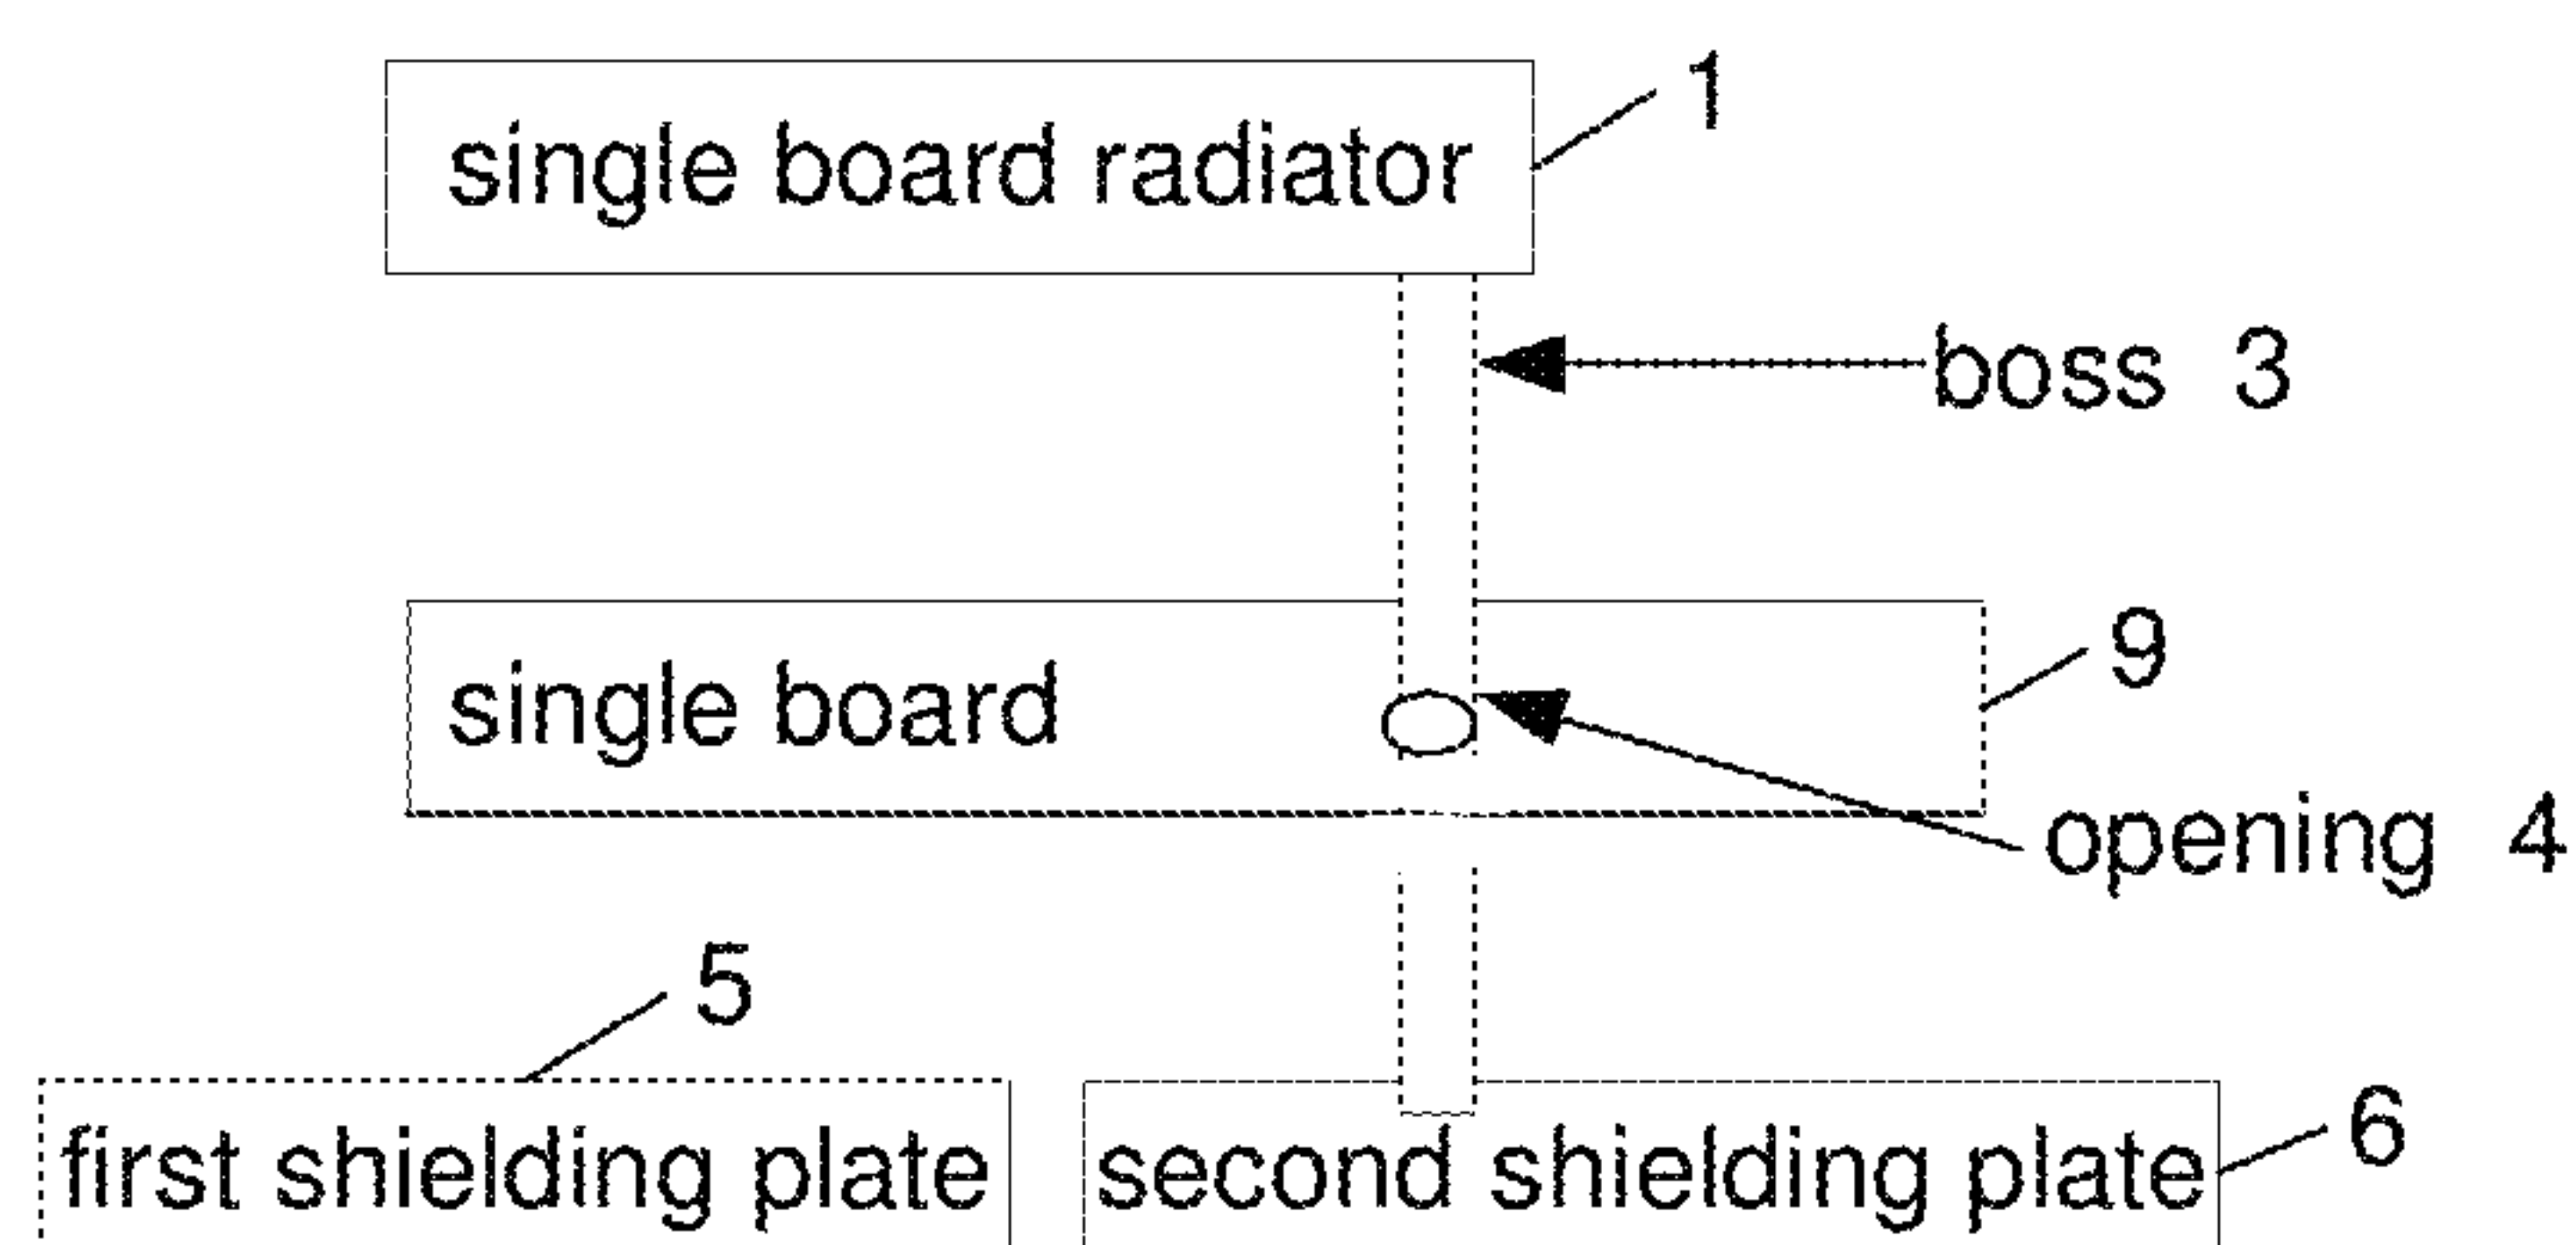 1
single board radiator
boss 3
9
single board
opening 4
5
6
first shielding plate
second shielding plate